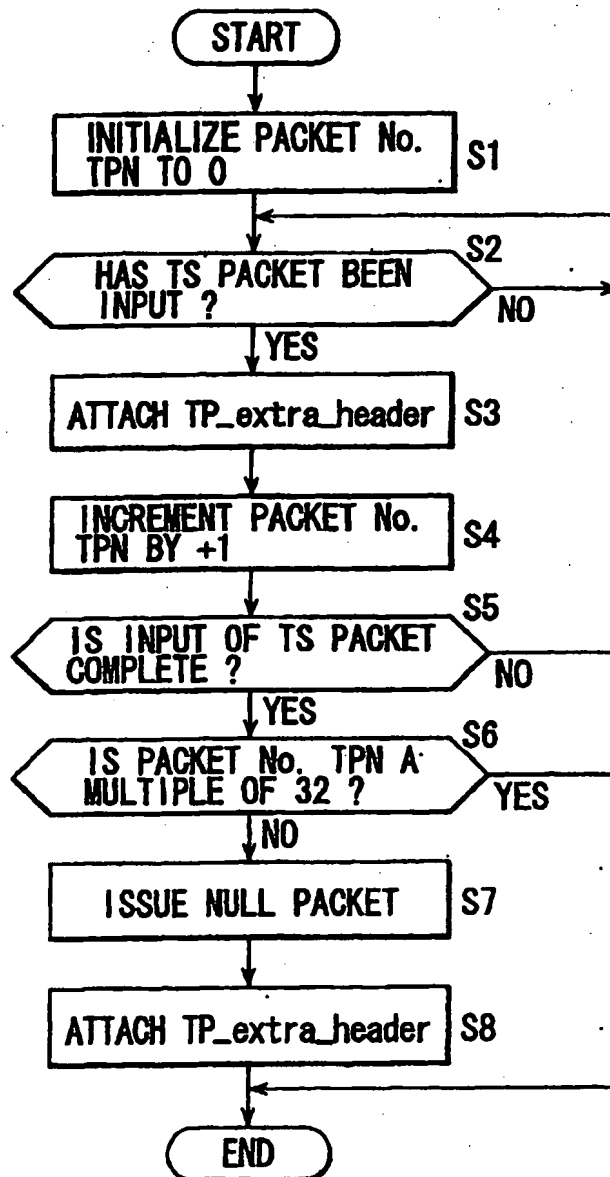 START
INITIALIZE PACKET No.
TPN TO 0
S1
S2
HAS TS PACKET BEEN
INPUT ?
NO
YES
ATTACH TP_extra_header
S3
INCREMENT PACKET No.
TPN BY +1
S4
S5
IS INPUT OF TS PACKET
COMPLETE ?
NO
YES
S6
IS PACKET No. TPN A
MULTIPLE OF 32 ?
YES
NO
ISSUE NULL PACKET
S7
ATTACH TP_extra_header
S8
END